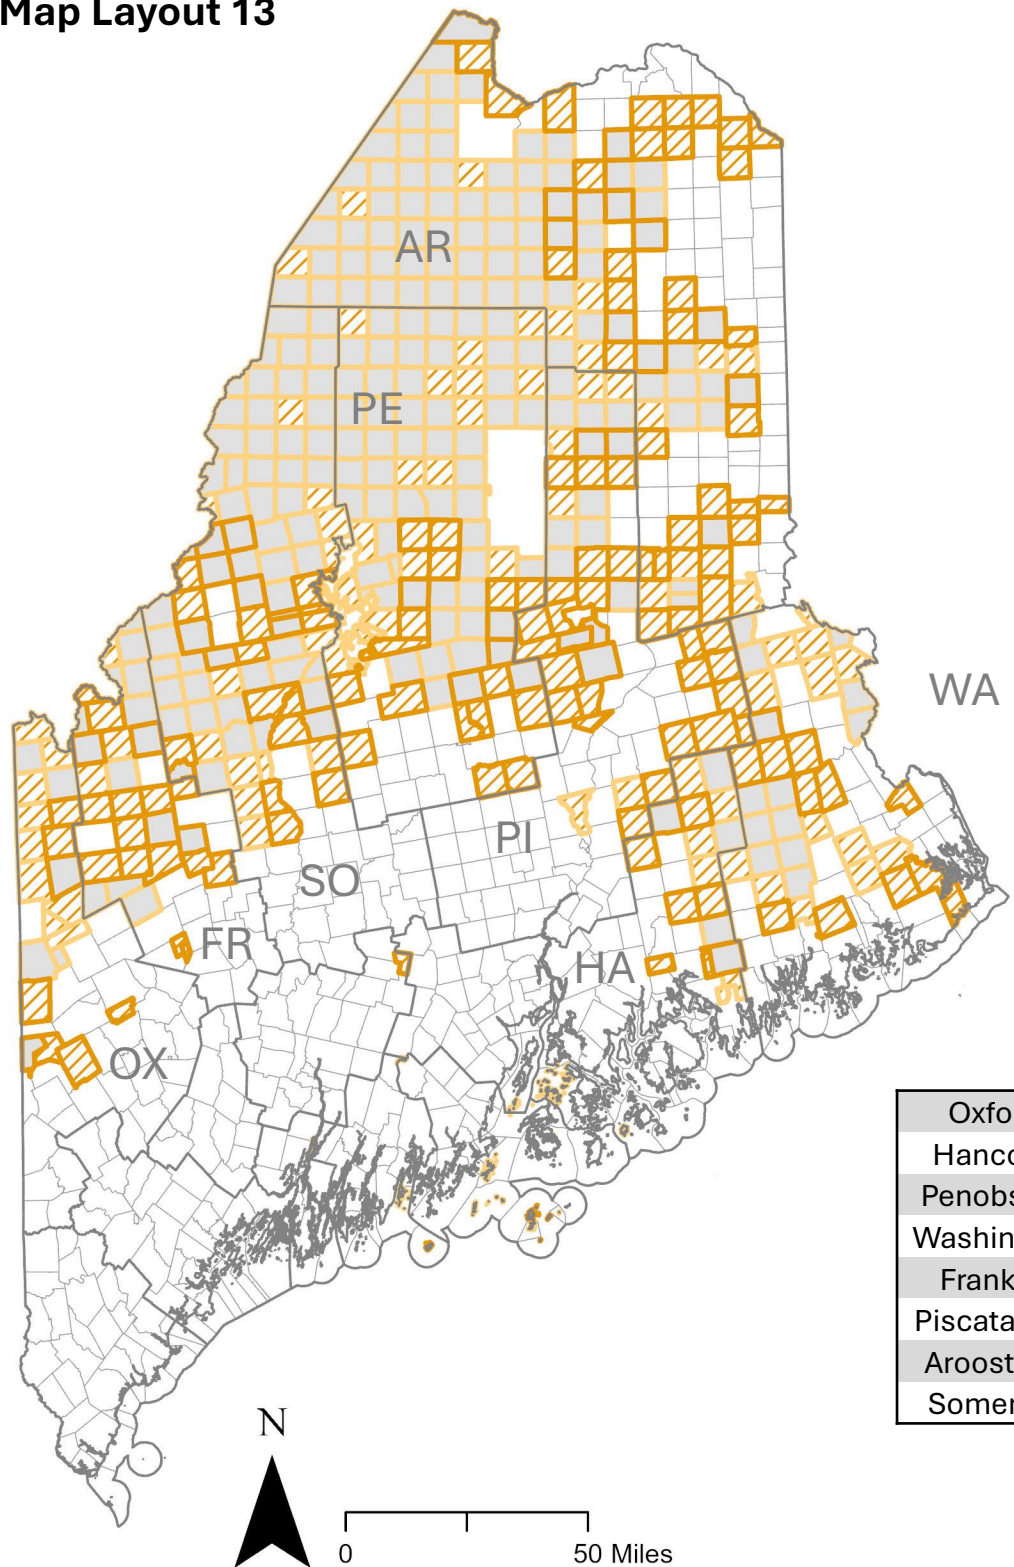 Map Layout 13
AR
PE
WA
PI
SO
FR
HA
OX
Oxfo
Hanco
Penobs
Washin
Frank
Piscata
Aroost
Somer
N
0 50 Miles